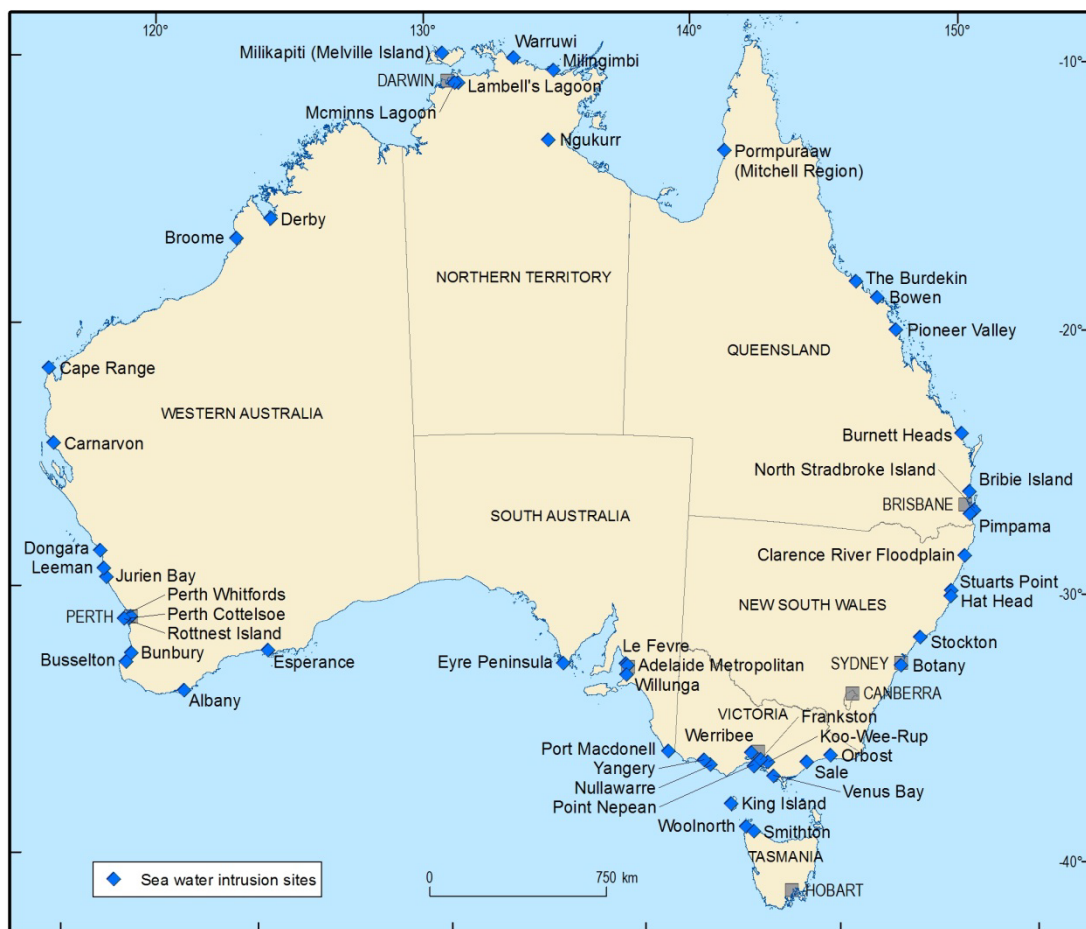 120°
130°
140°
150°
Warruwi
Milikapiti (Melville Island)
-10°
Milingimbi
DARWIN
Lambell's Lagoon
Mcminns Lagoon
Ngukurr
Pormpuraaw
(Mitchell Region)
Derby
Broome
NORTHERN TERRITORY
The Burdekin
Bowen
Pioneer Valley
-20°
QUEENSLAND
Cape Range
WESTERN AUSTRALIA
Carnarvon
Burnett Heads
North Stradbroke Island
Bribie Island
BRISBANE
SOUTH AUSTRALIA
Pimpama
Dongara
Clarence River Floodplain
Leeman
Jurien Bay
Stuarts Point
Perth Whitfords
-30°
Hat Head
NEW SOUTH WALES
PERTH
Perth Cottelsoe
Rottnest Island
Stockton
Le Fevre
Bunbury
Busselton
Esperance
Eyre Peninsula
Adelaide Metropolitan
SYDNEY
Botany
Willunga
Albany
CANBERRA
VICTORIA
Frankston
Werribee
Koo-Wee-Rup
Port Macdonell
Orbost
Yangery
Sale
Nullawarre
Venus Bay
Point Nepean
King Island
Woolnorth
Smithton
TASMANIA
-40°
Sea water intrusion sites
0
750 km
HOBART